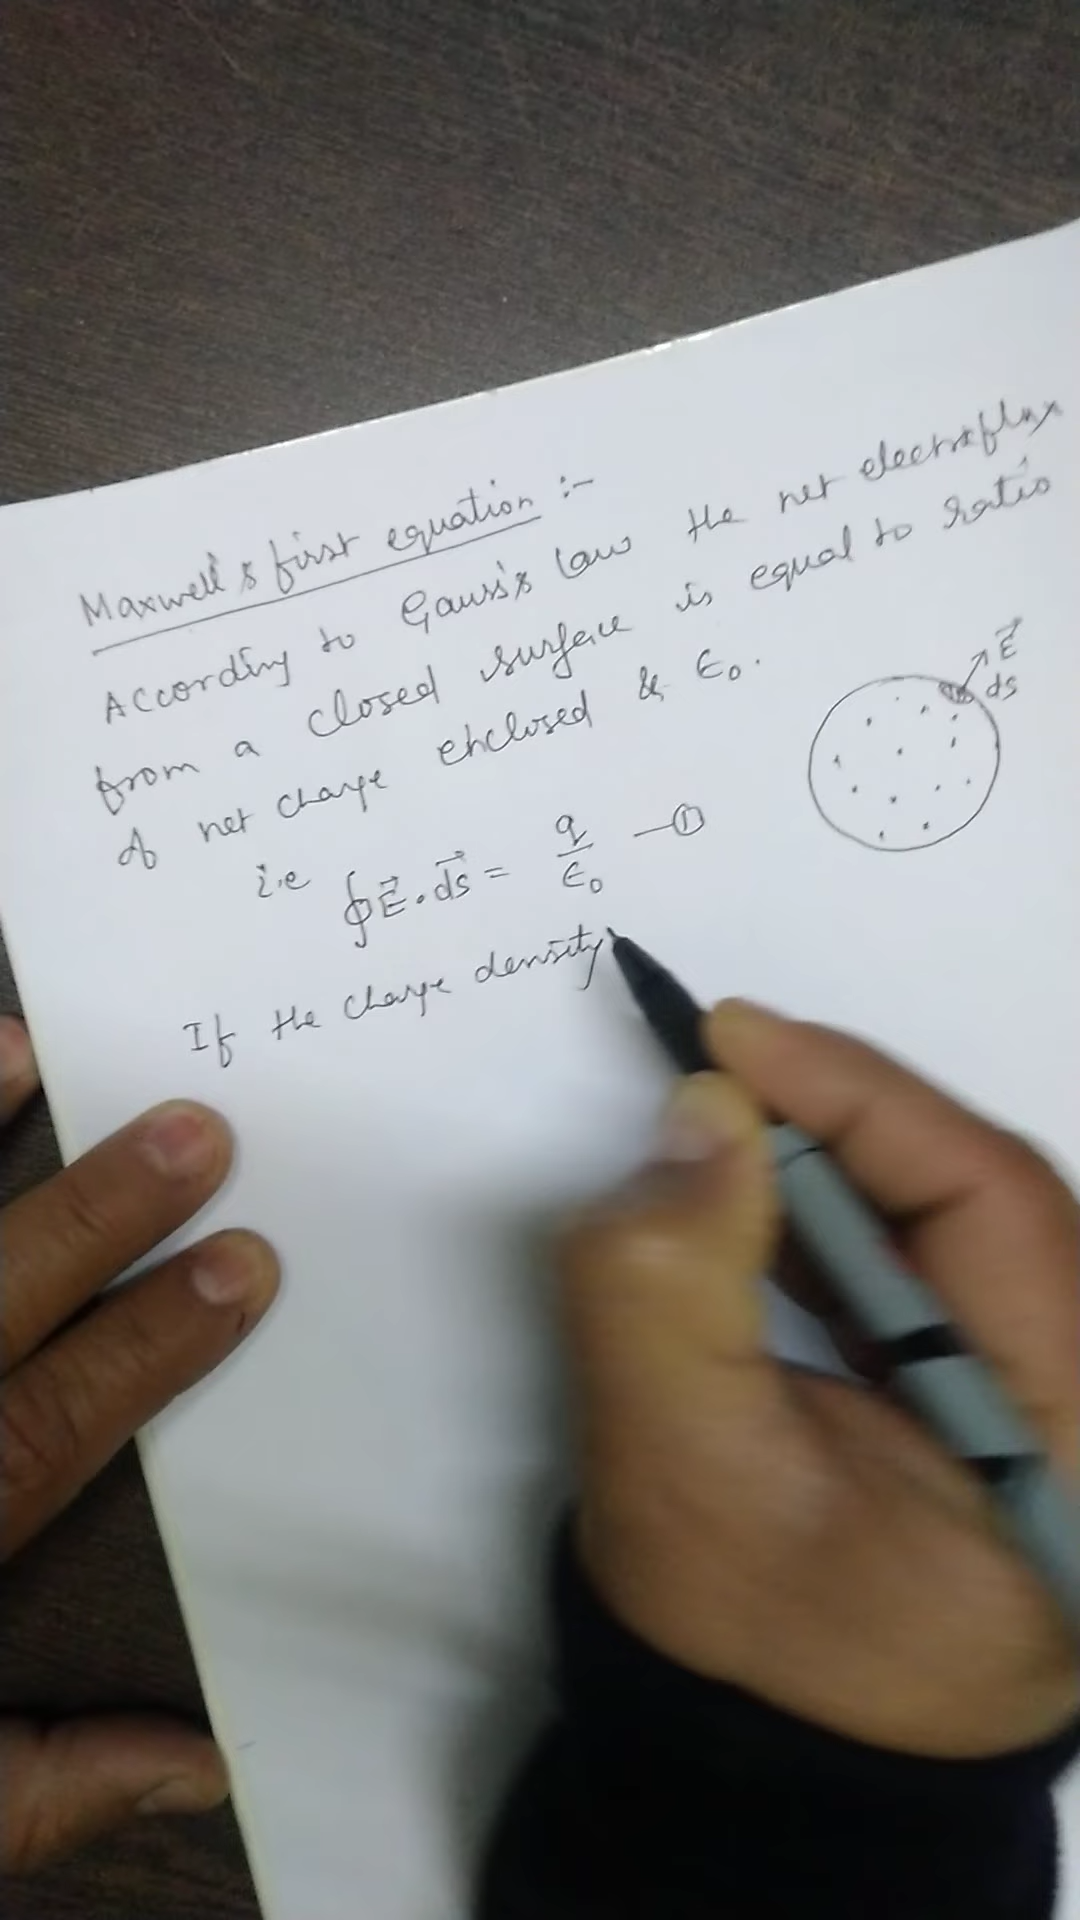 Maxwell's first equation :-
According to Gauss's law the net electric flux
from a closed surface is equal to ratio
of net charge enclosed & ε₀.
E⃗
ds
i.e ∮E⃗.ds⃗ = q/ε₀ —①
If the charge density